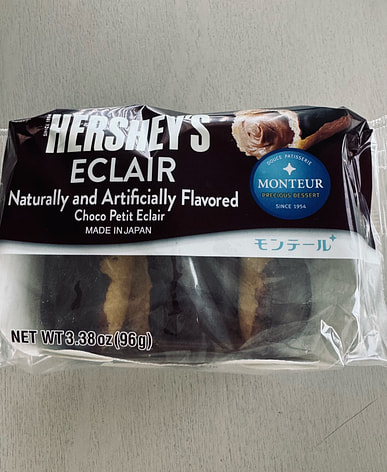 HERSHEY'S
ECLAIR
Naturally and Artificially Flavored
Choco Petit Eclair
MADE IN JAPAN
DOUCE PATISSERIE
MONTEUR
PRECIOUS DESSERT
SINCE 1954
モンテール
NET WT 3.38 oz (96g)